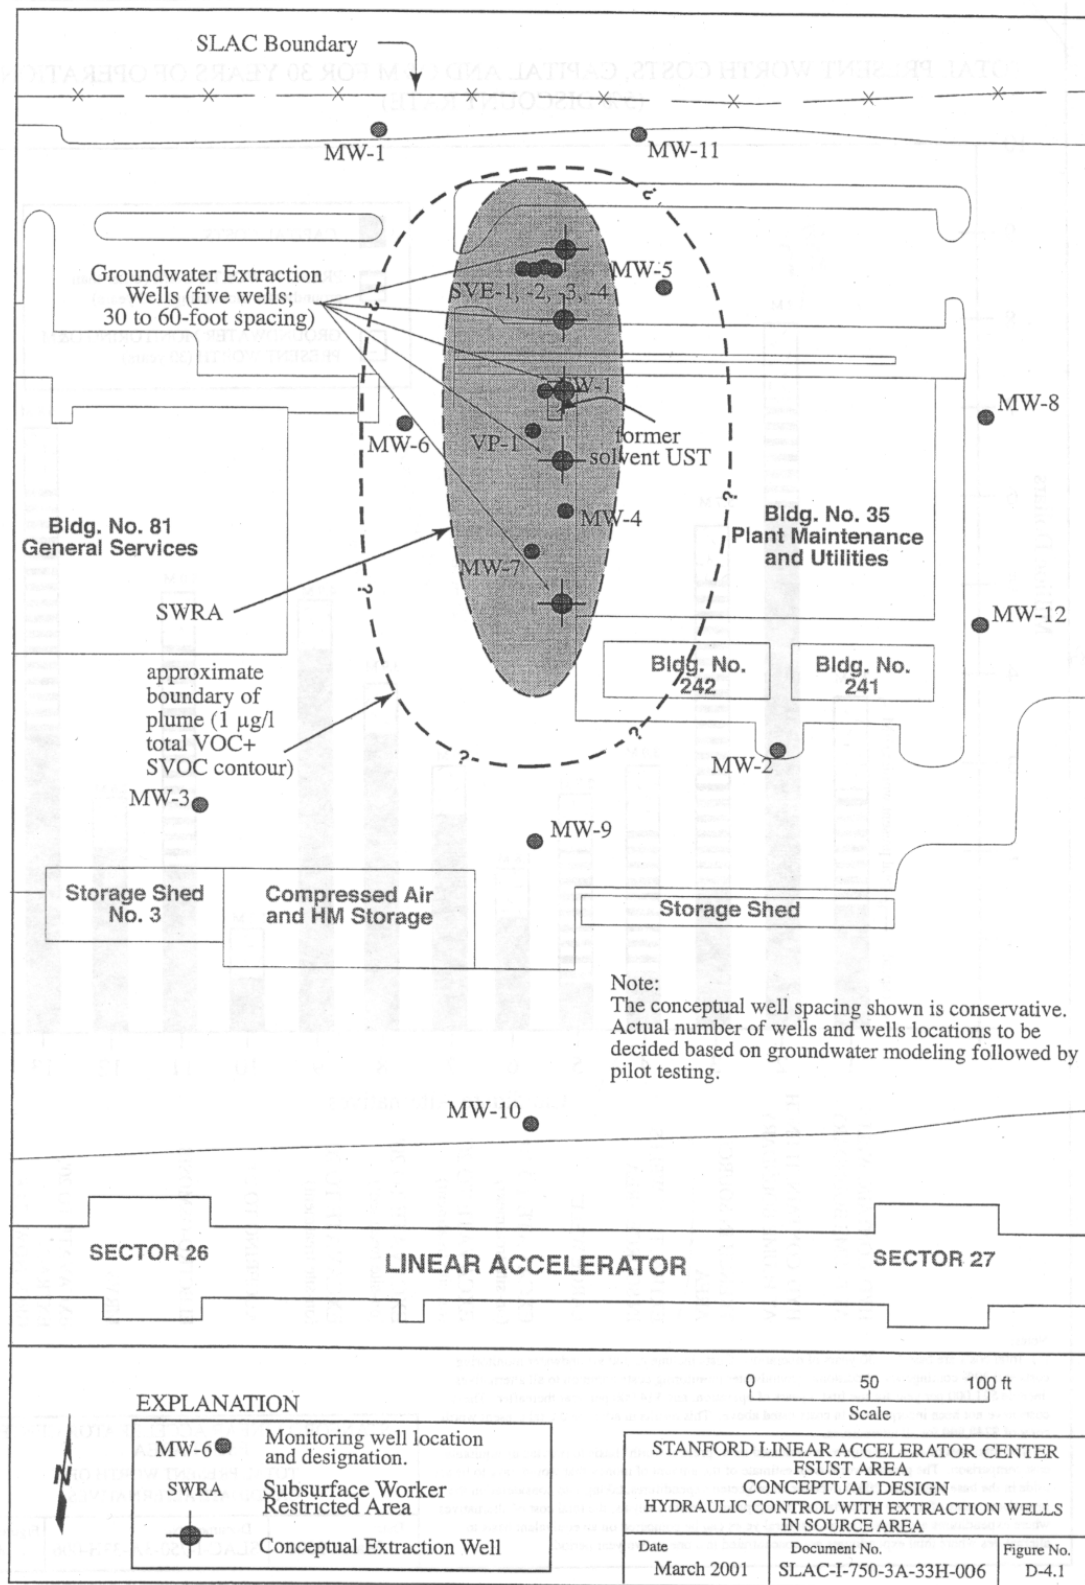 SLAC Boundary
MW-1
MW-11
Groundwater Extraction
Wells (five wells;
30 to 60-foot spacing)
MW-5
SVE-1, -2, -3, -4
W-1
MW-8
MW-6
VP-1
former
solvent UST
MW-4
Bldg. No. 81
General Services
Bldg. No. 35
Plant Maintenance
and Utilities
MW-7
SWRA
MW-12
approximate
boundary of
plume (1 µg/l
total VOC+
SVOC contour)
Bldg. No.
242
Bldg. No.
241
MW-2
MW-3
MW-9
Storage Shed
No. 3
Compressed Air
and HM Storage
Storage Shed
Note:
The conceptual well spacing shown is conservative.
Actual number of wells and wells locations to be
decided based on groundwater modeling followed by
pilot testing.
MW-10
SECTOR 26
LINEAR ACCELERATOR
SECTOR 27
0 50 100 ft
Scale
N
EXPLANATION
MW-6 Monitoring well location
and designation.
SWRA Subsurface Worker
Restricted Area
Conceptual Extraction Well
STANFORD LINEAR ACCELERATOR CENTER
FSUST AREA
CONCEPTUAL DESIGN
HYDRAULIC CONTROL WITH EXTRACTION WELLS
IN SOURCE AREA
Date
March 2001
Document No.
SLAC-I-750-3A-33H-006
Figure No.
D-4.1